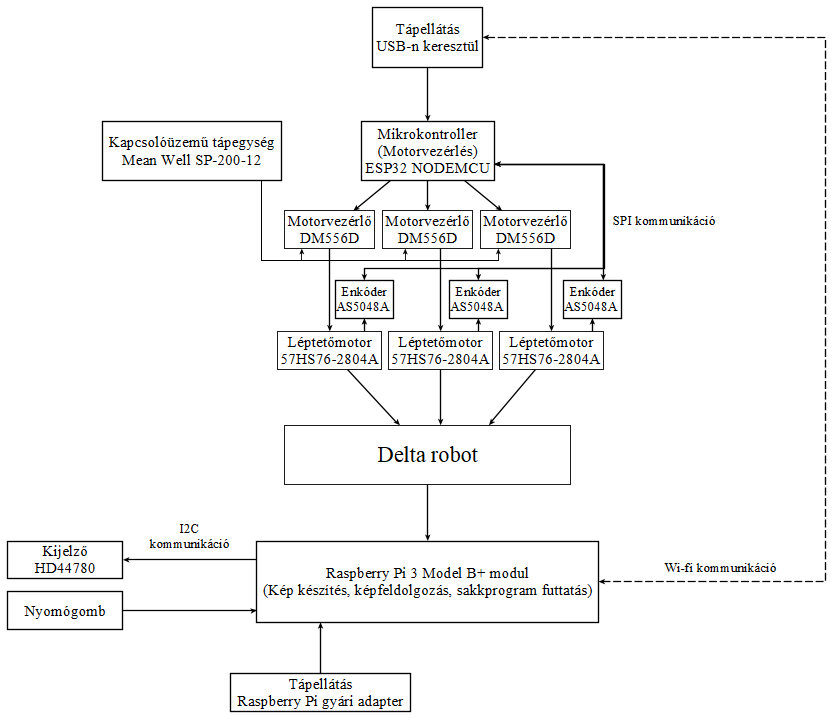 Tápellátás
USB-n keresztül
Kapcsolóüzemű tápegység
Mean Well SP-200-12
Mikrokontroller
(Motorvezérlés)
ESP32 NODEMCU
Motorvezérlő
DM556D
Motorvezérlő
DM556D
Motorvezérlő
DM556D
SPI kommunikáció
Enkóder
AS5048A
Enkóder
AS5048A
Enkóder
AS5048A
Léptetőmotor
57HS76-2804A
Léptetőmotor
57HS76-2804A
Léptetőmotor
57HS76-2804A
Delta robot
I2C
kommunikáció
Kijelző
HD44780
Raspberry Pi 3 Model B+ modul
(Kép készítés, képfeldolgozás, sakkprogram futtatás)
Wi-fi kommunikáció
Nyomógomb
Tápellátás
Raspberry Pi gyári adapter